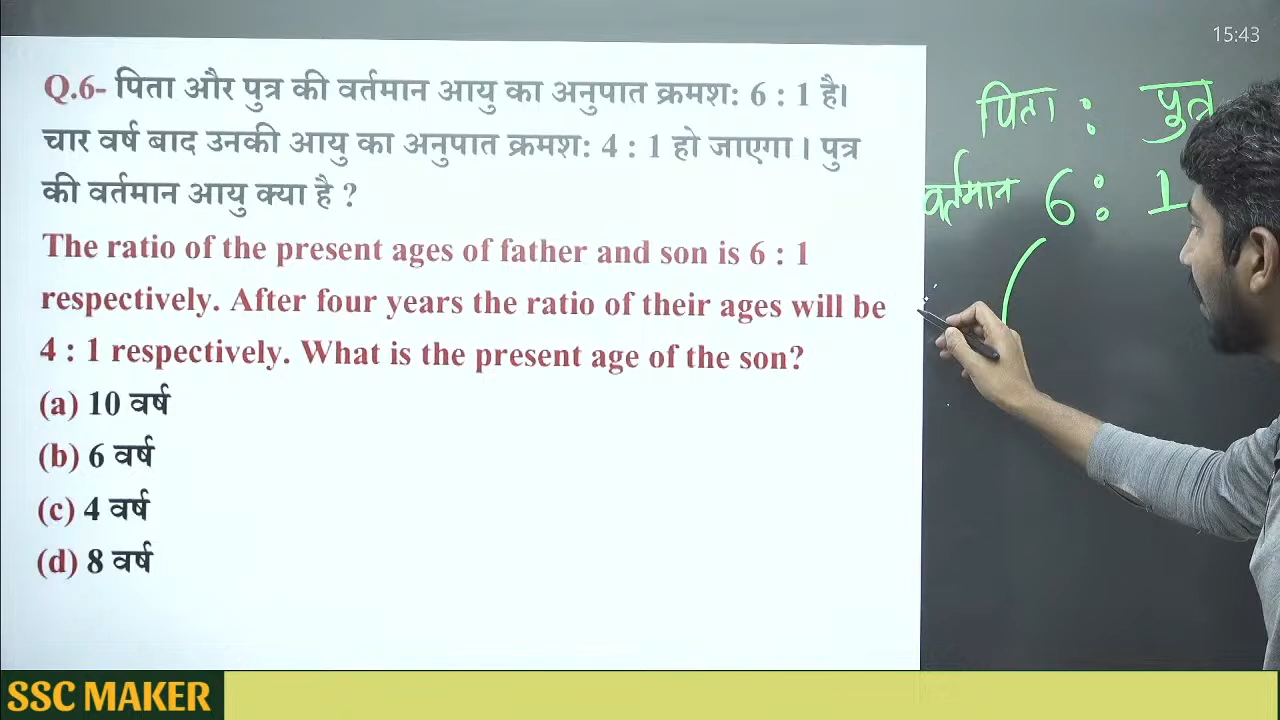 15:43
Q.6- पिता और पुत्र की वर्तमान आयु का अनुपात क्रमश: 6 : 1 है।
चार वर्ष बाद उनकी आयु का अनुपात क्रमश: 4 : 1 हो जाएगा । पुत्र
की वर्तमान आयु क्या है ?
The ratio of the present ages of father and son is 6 : 1
respectively. After four years the ratio of their ages will be
4 : 1 respectively. What is the present age of the son?
(a) 10 वर्ष
(b) 6 वर्ष
(c) 4 वर्ष
(d) 8 वर्ष
पिता : पुत्र
वर्तमान 6 : 1
SSC MAKER